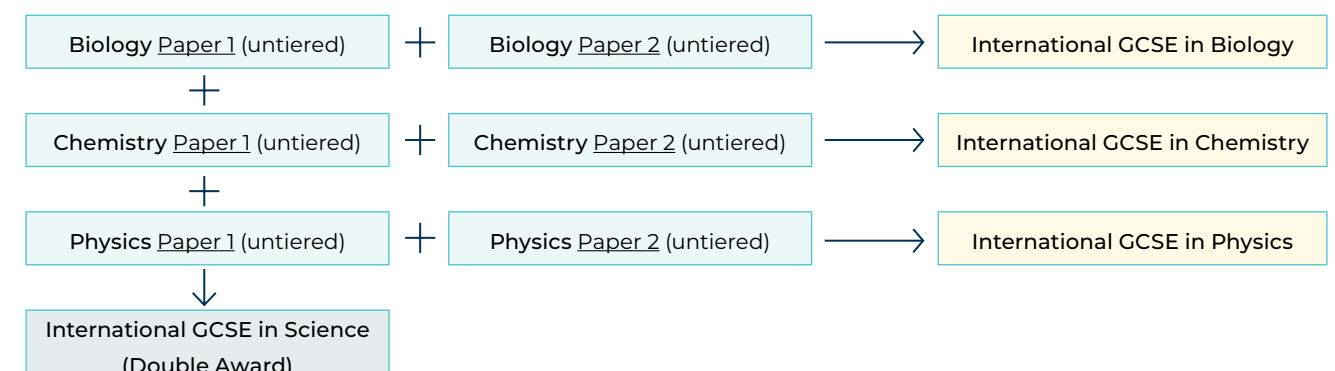 Biology Paper 1 (untiered) + Biology Paper 2 (untiered) International GCSE in Biology
+
Chemistry Paper 1 (untiered) + Chemistry Paper 2 (untiered) International GCSE in Chemistry
+
Physics Paper 1 (untiered) + Physics Paper 2 (untiered) International GCSE in Physics
International GCSE in Science
(Double Award)